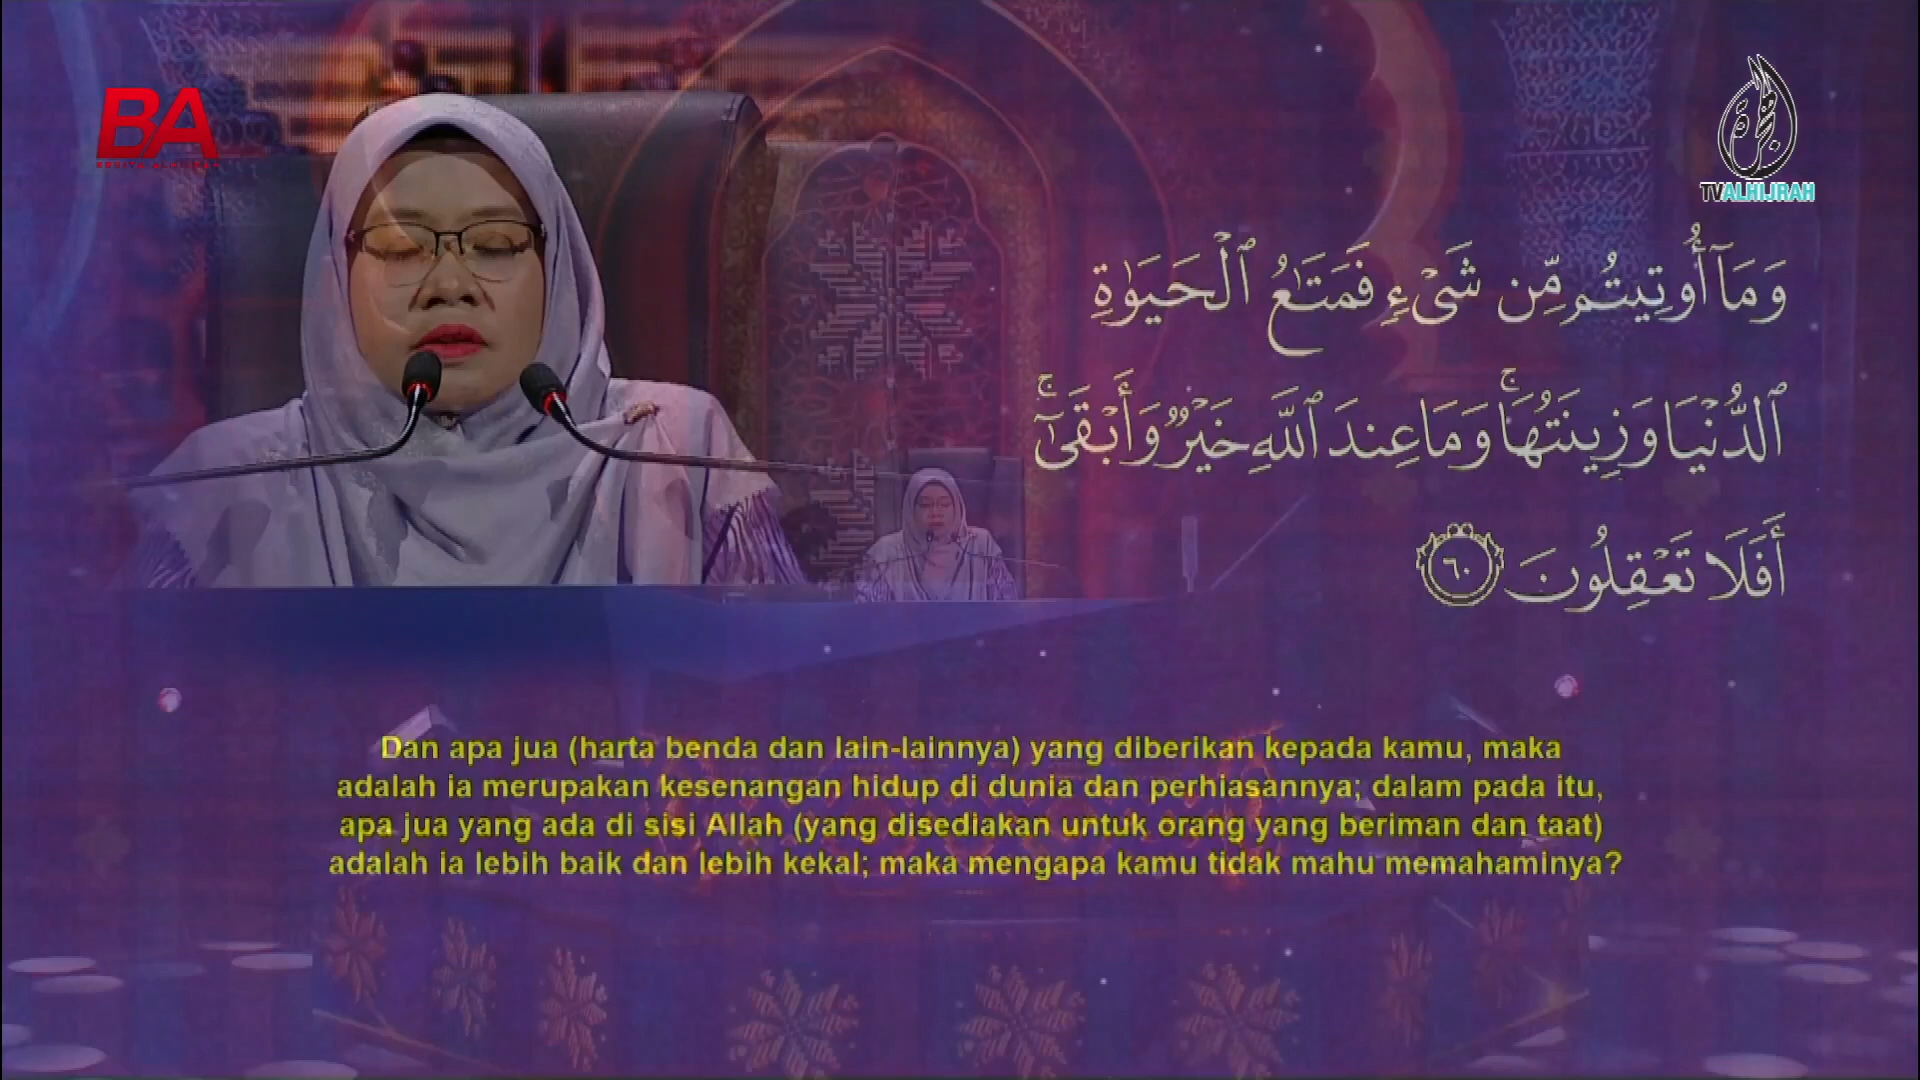 BA
TVALHIJRAH
وَمَآ أُوتِيتُم مِّن شَىْءٍ فَمَتَٰعُ ٱلْحَيَوٰةِ
ٱلدُّنْيَا وَزِينَتُهَا ۚ وَمَا عِندَ ٱللَّهِ خَيْرٌ وَأَبْقَىٰٓ ۚ
أَفَلَا تَعْقِلُونَ ٦٠
Dan apa jua (harta benda dan lain-lainnya) yang diberikan kepada kamu, maka
adalah ia merupakan kesenangan hidup di dunia dan perhiasannya; dalam pada itu,
apa jua yang ada di sisi Allah (yang disediakan untuk orang yang beriman dan taat)
adalah ia lebih baik dan lebih kekal; maka mengapa kamu tidak mahu memahaminya?